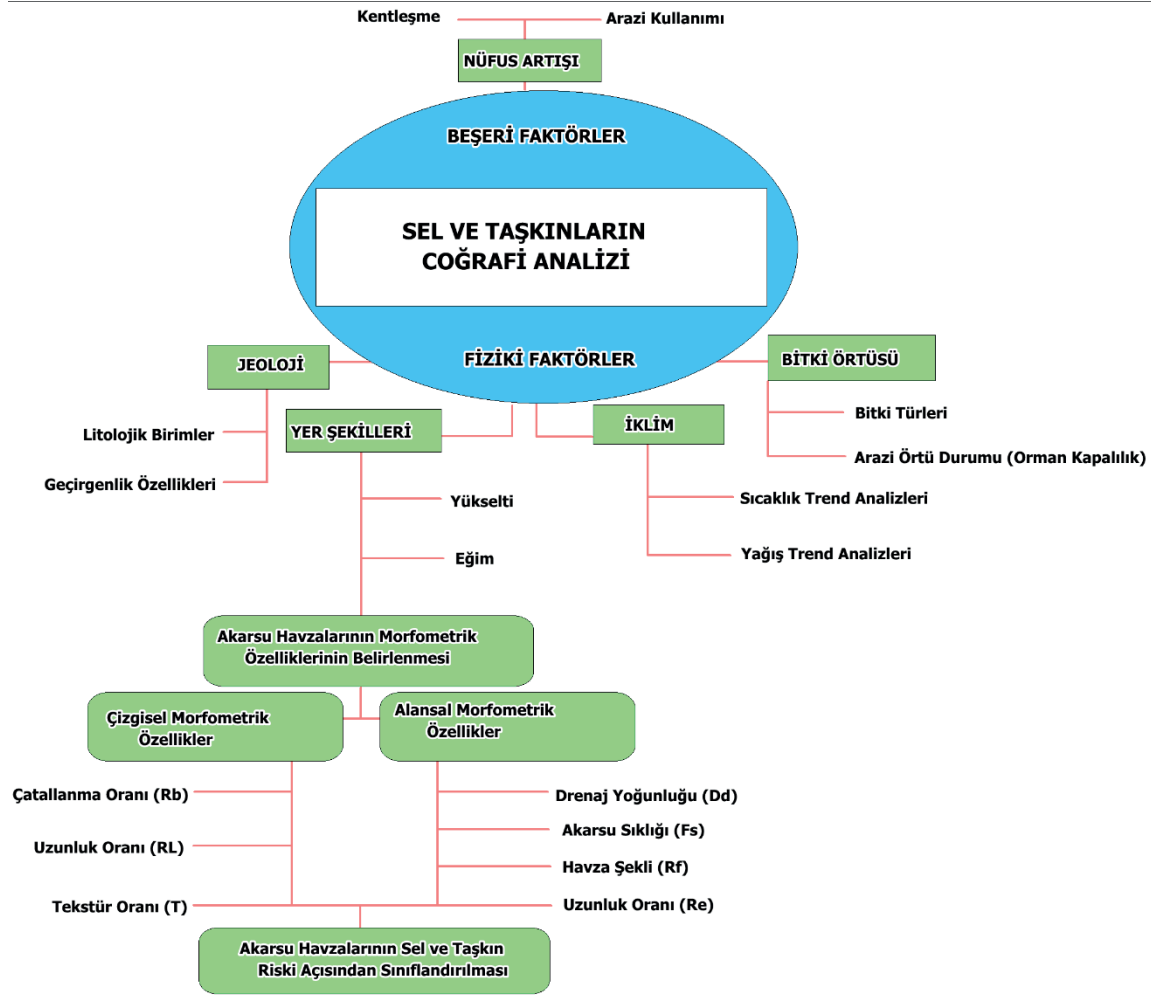 Kentleşme
Arazi Kullanımı
NÜFUS ARTIŞI
BEŞERİ FAKTÖRLER
SEL VE TAŞKINLARIN
COĞRAFİ ANALİZİ
FİZİKİ FAKTÖRLER
JEOLOJİ
BİTKİ ÖRTÜSÜ
Litolojik Birimler
Geçirgenlik Özellikleri
YER ŞEKİLLERİ
İKLİM
Bitki Türleri
Arazi Örtü Durumu (Orman Kapalılık)
Yükselti
Eğim
Sıcaklık Trend Analizleri
Yağış Trend Analizleri
Akarsu Havzalarının Morfometrik
Özelliklerinin Belirlenmesi
Çizgisel Morfometrik
Özellikler
Alansal Morfometrik
Özellikler
Çatallanma Oranı (Rb)
Uzunluk Oranı (RL)
Tekstür Oranı (T)
Drenaj Yoğunluğu (Dd)
Akarsu Sıklığı (Fs)
Havza Şekli (Rf)
Uzunluk Oranı (Re)
Akarsu Havzalarının Sel ve Taşkın
Riski Açısından Sınıflandırılması